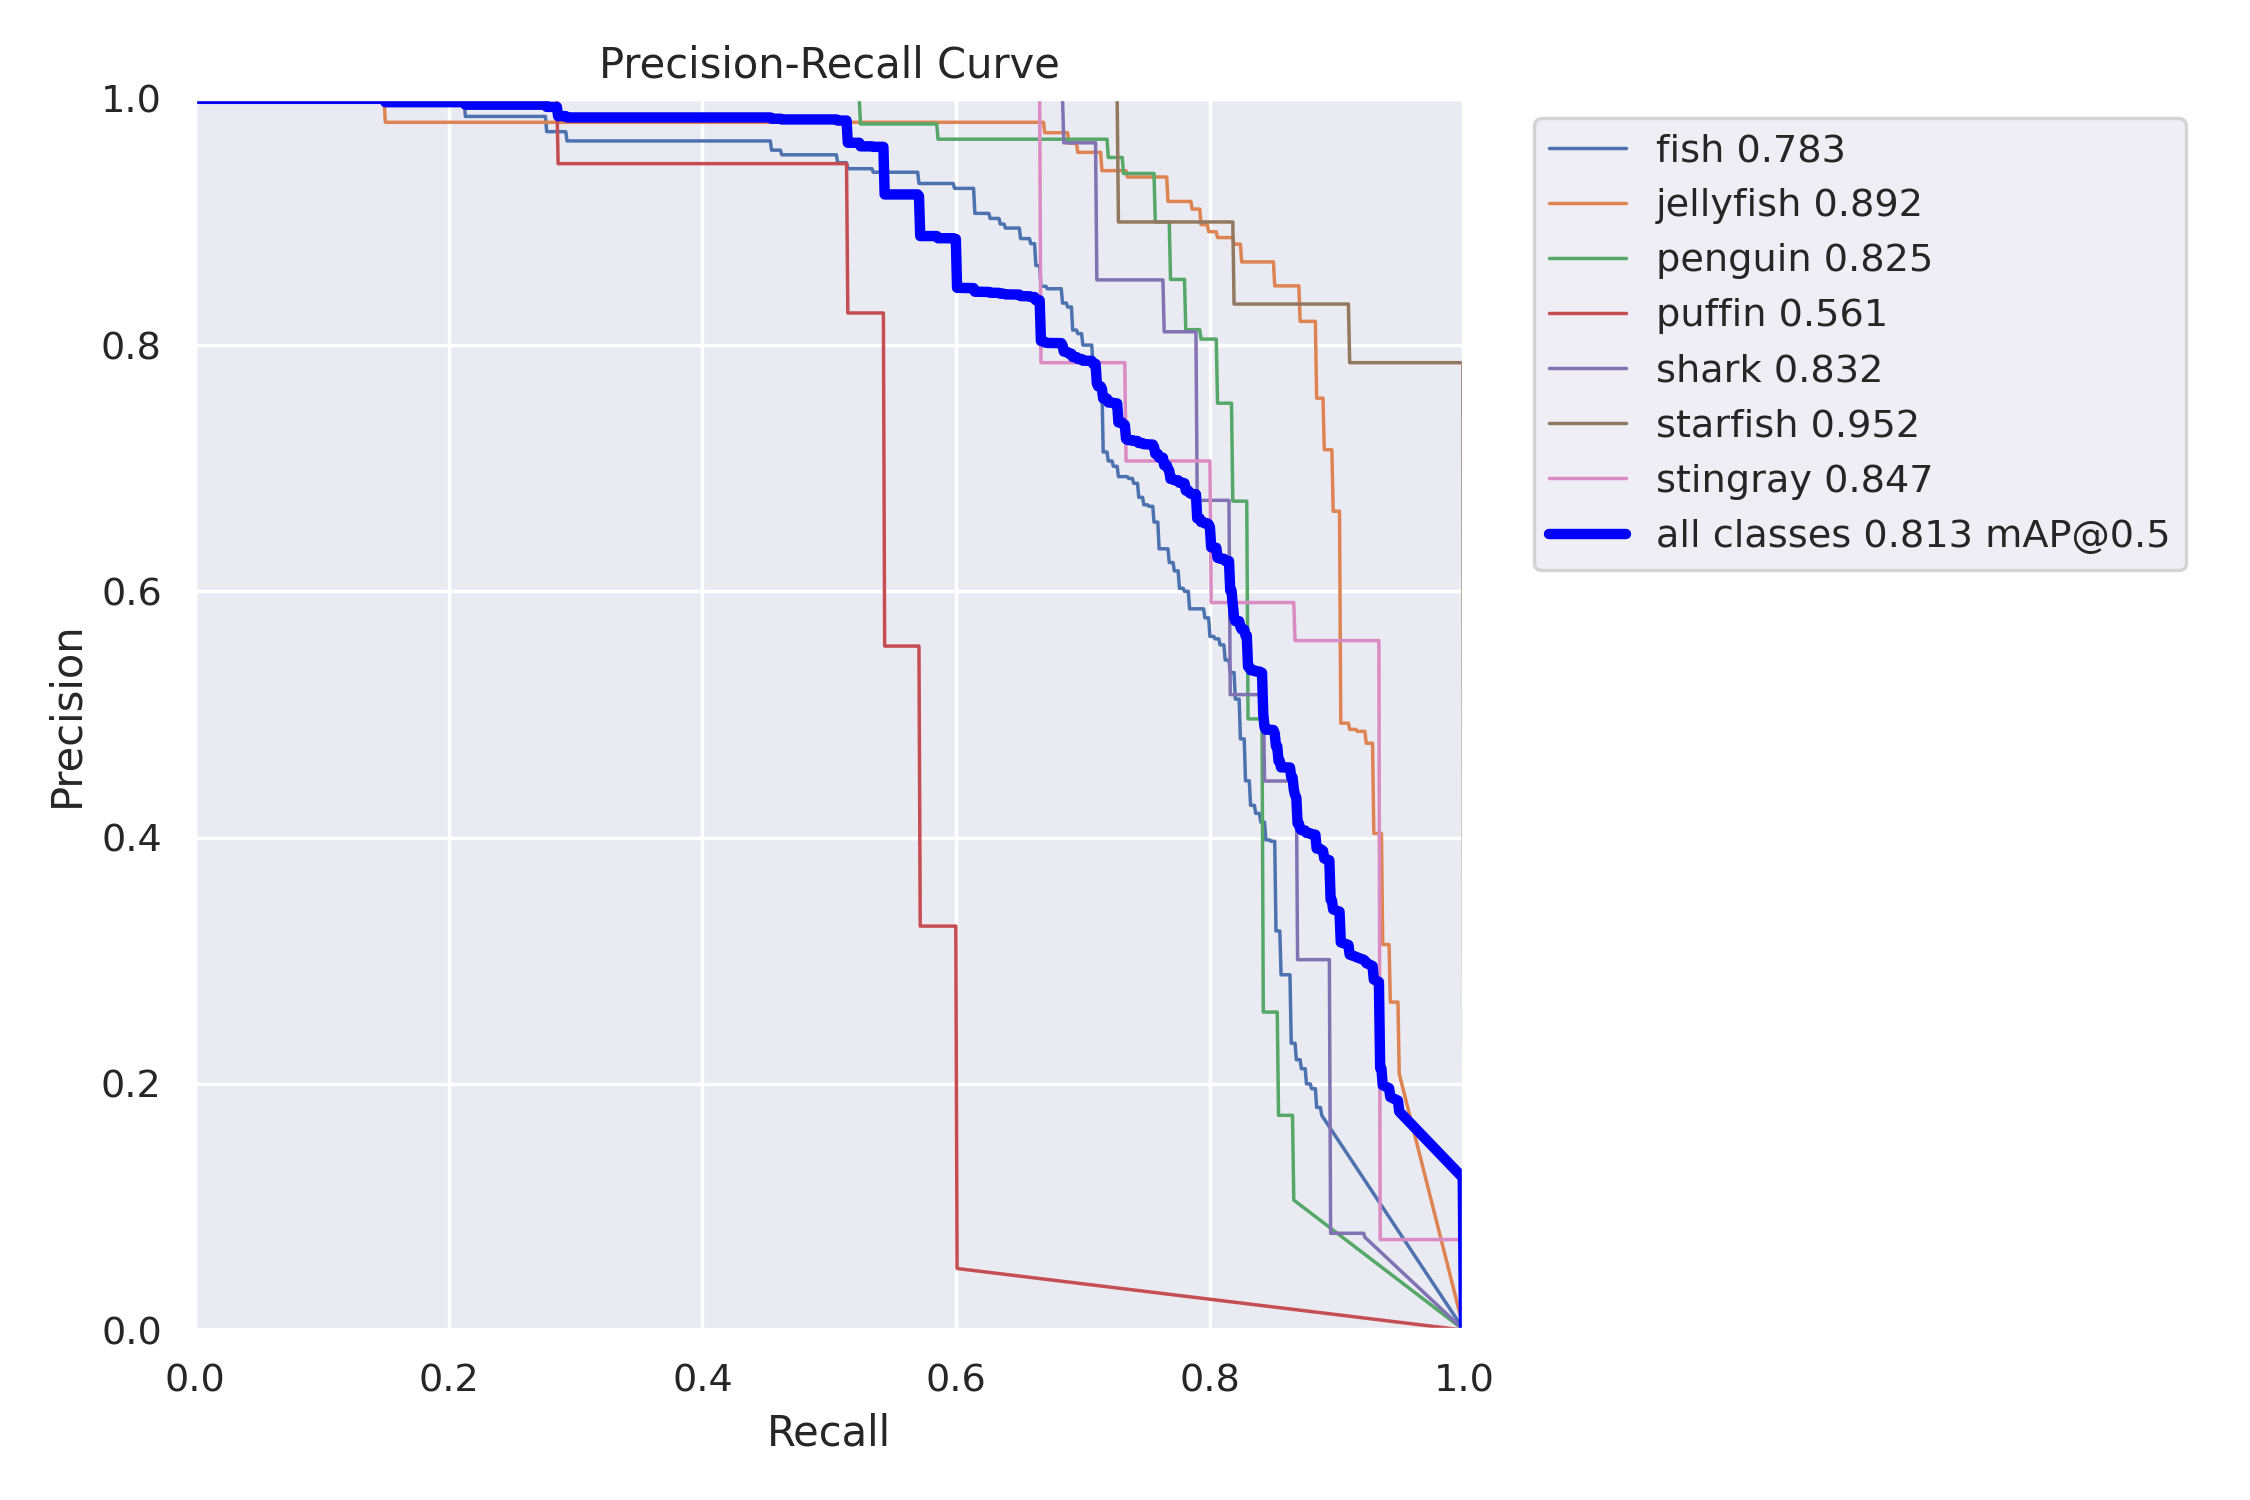 Precision-Recall Curve
1.0
0.8
0.6
0.4
0.2
0.0
Precision
0.0 0.2 0.4 0.6 0.8 1.0
Recall
fish 0.783
jellyfish 0.892
penguin 0.825
puffin 0.561
shark 0.832
starfish 0.952
stingray 0.847
all classes 0.813 mAP@0.5